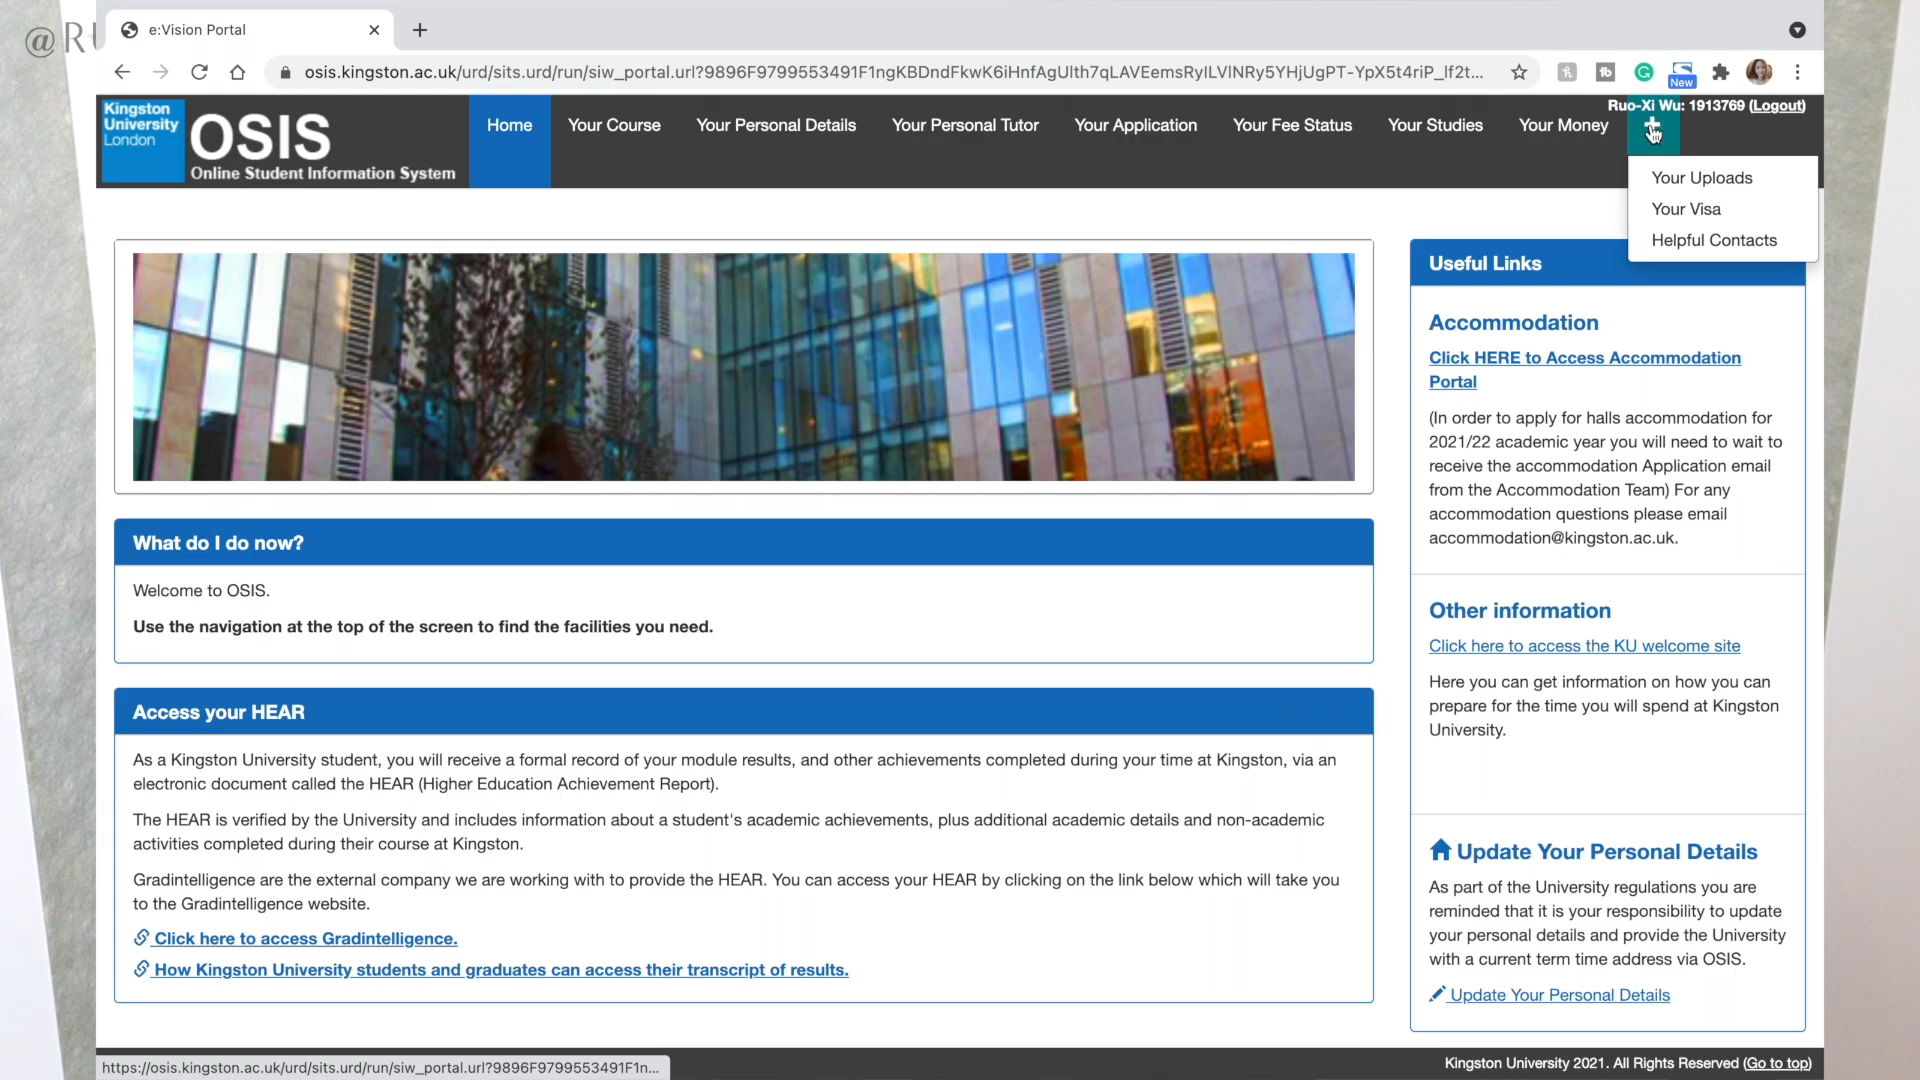 e:Vision Portal
osis.kingston.ac.uk/urd/sits.urd/run/siw_portal.url?9896F9799553491F1ngKBDndFkwK6iHnfAgUlth7qLAVEemsRyILVlNRy5YHjUgPT-YpX5t4riP_lf2t...
New
Ruo-Xi Wu: 1913769 (Logout)
Kingston
University
London
OSIS
Online Student Information System
Home
Your Course
Your Personal Details
Your Personal Tutor
Your Application
Your Fee Status
Your Studies
Your Money
Your Uploads
Your Visa
Helpful Contacts
What do I do now?
Welcome to OSIS.
Use the navigation at the top of the screen to find the facilities you need.
Access your HEAR
As a Kingston University student, you will receive a formal record of your module results, and other achievements completed during your time at Kingston, via an
electronic document called the HEAR (Higher Education Achievement Report).
The HEAR is verified by the University and includes information about a student's academic achievements, plus additional academic details and non-academic
activities completed during their course at Kingston.
Gradintelligence are the external company we are working with to provide the HEAR. You can access your HEAR by clicking on the link below which will take you
to the Gradintelligence website.
Click here to access Gradintelligence.
How Kingston University students and graduates can access their transcript of results.
Useful Links
Accommodation
Click HERE to Access Accommodation
Portal
(In order to apply for halls accommodation for
2021/22 academic year you will need to wait to
receive the accommodation Application email
from the Accommodation Team) For any
accommodation questions please email
accommodation@kingston.ac.uk.
Other information
Click here to access the KU welcome site
Here you can get information on how you can
prepare for the time you will spend at Kingston
University.
Update Your Personal Details
As part of the University regulations you are
reminded that it is your responsibility to update
your personal details and provide the University
with a current term time address via OSIS.
Update Your Personal Details
https://osis.kingston.ac.uk/urd/sits.urd/run/siw_portal.url?9896F9799553491F1n...
Kingston University 2021. All Rights Reserved (Go to top)